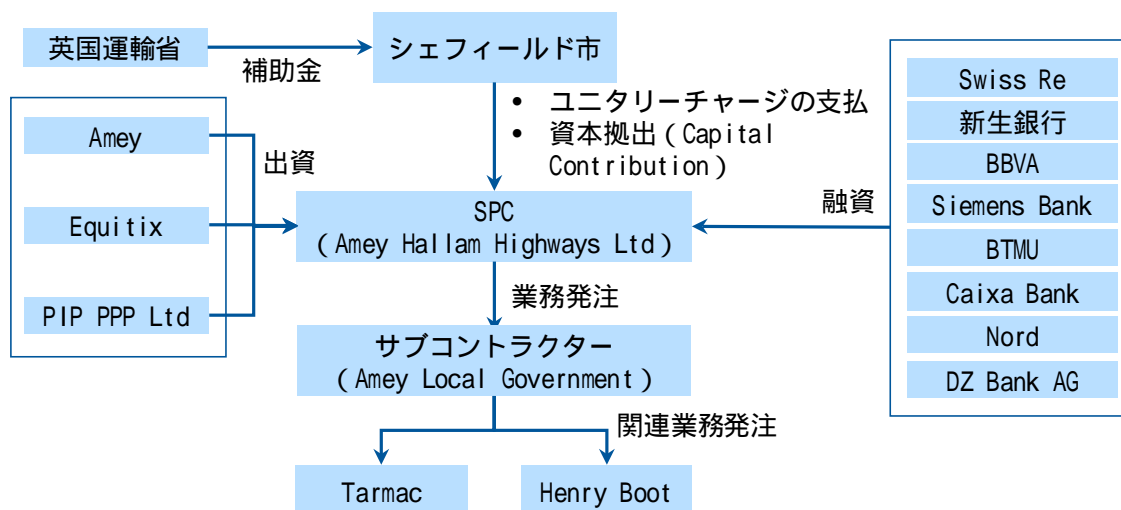 英国運輸省
補助金
シェフィールド市
• ユニタリーチャージの支払
• 資本拠出（Capital
Contribution）
Amey
Equitix
PIP PPP Ltd
出資
SPC
（Amey Hallam Highways Ltd）
融資
Swiss Re
新生銀行
BBVA
Siemens Bank
BTMU
Caixa Bank
Nord
DZ Bank AG
業務発注
サブコントラクター
（Amey Local Government）
関連業務発注
Tarmac
Henry Boot